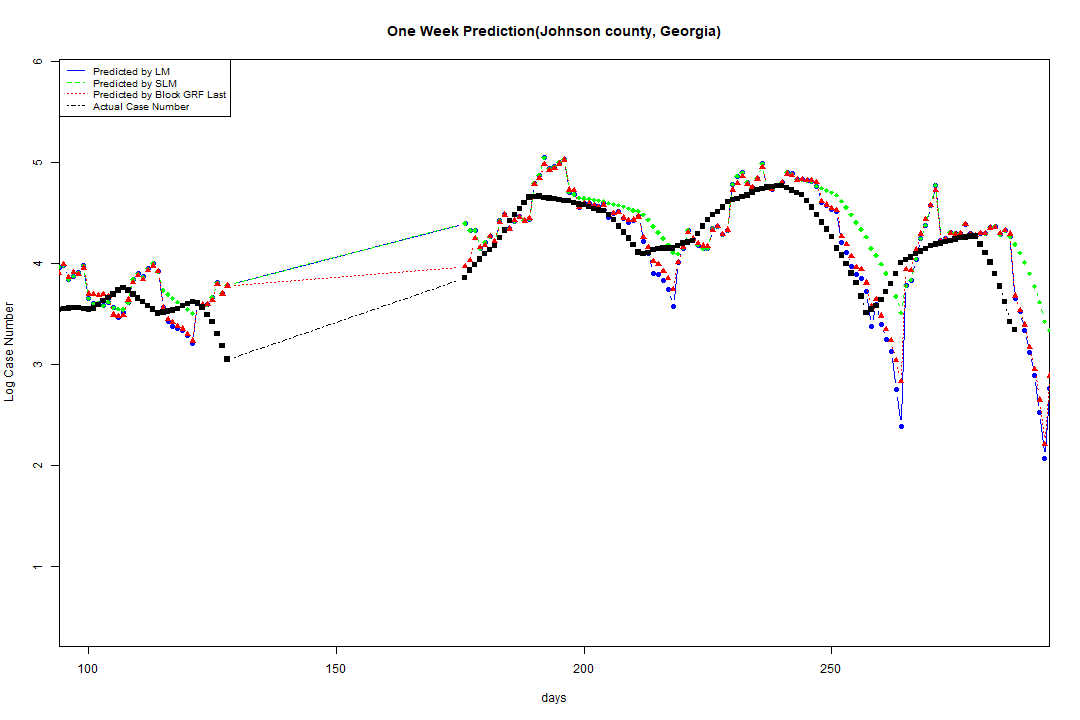 One Week Prediction(Johnson county, Georgia)
Predicted by LM
Predicted by SLM
Predicted by Block GRF Last
Actual Case Number
6
5
4
3
2
1
Log Case Number
100
150
200
250
days